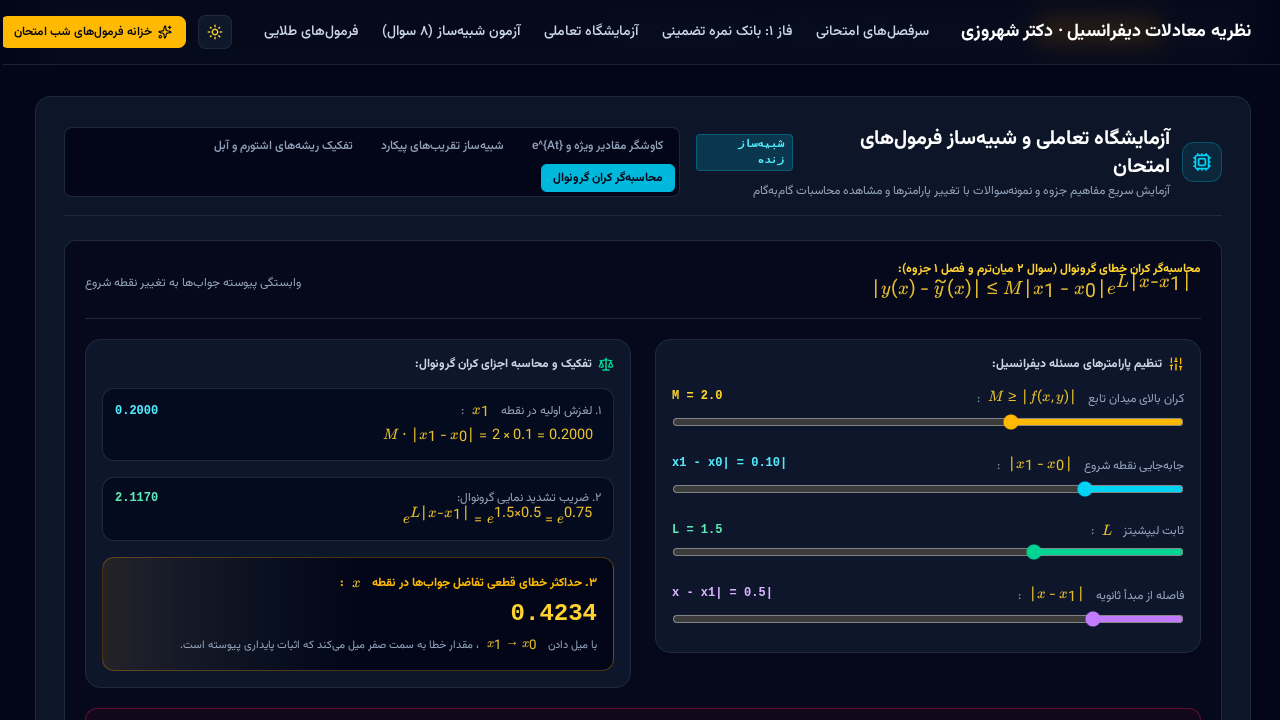 نظریه معادلات دیفرانسیل · دکتر شهروزی
سرفصل‌های امتحانی
فاز ۱: بانک نمره تضمینی
آزمایشگاه تعاملی
آزمون شبیه‌ساز (۸ سوال)
فرمول‌های طلایی
خزانه فرمول‌های شب امتحان
آزمایشگاه تعاملی و شبیه‌ساز فرمول‌های
امتحان
شبیه‌ساز
زنده
آزمایش سریع مفاهیم جزوه و نمونه‌سوالات با تغییر پارامترها و مشاهده محاسبات گام‌به‌گام
کاوشگر مقادیر ویژه و e^{At}
شبیه‌ساز تقریب‌های پیکارد
تفکیک ریشه‌های اشتورم و آبل
محاسبه‌گر کران گرونوال
محاسبه‌گر کران خطای گرونوال (سوال ۲ میان‌ترم و فصل ۱ جزوه):
|y(x) - ỹ(x)| ≤ M|x1 - x0|e^{L|x-x1|}
وابستگی پیوسته جواب‌ها به تغییر نقطه شروع
تنظیم پارامترهای مسئله دیفرانسیل:
کران بالای میدان تابع M ≥ |f(x,y)| :
M = 2.0
جابه‌جایی نقطه شروع |x1 - x0| :
x1 - x0| = 0.10|
ثابت لیپشیتز L :
L = 1.5
فاصله از مبدأ ثانویه |x - x1| :
x - x1| = 0.5|
تفکیک و محاسبه اجزای کران گرونوال:
۱. لغزش اولیه در نقطه x1 :
0.2000
M · |x1 - x0| = 2 × 0.1 = 0.2000
۲. ضریب تشدید نمایی گرونوال:
2.1170
e^{L|x-x1|} = e^{1.5×0.5} = e^{0.75}
۳. حداکثر خطای قطعی تفاضل جواب‌ها در نقطه x :
0.4234
با میل دادن x1 → x0 ، مقدار خطا به سمت صفر میل می‌کند که اثبات پایداری پیوسته است.